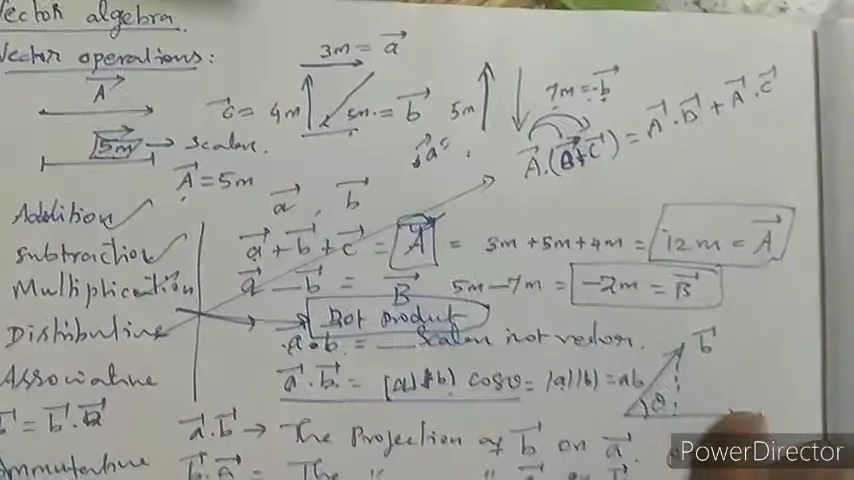 Vector algebra.
Vector operations:
3m = a⃗
A⃗
c⃗ = 4m
5m = b⃗
5m
7m = -b⃗
5m → Scalar.
A⃗ = 5m
A⃗.(B⃗+C⃗) = A⃗.b⃗ + A⃗.c⃗
a⃗ , b⃗
Addition
a⃗ + b⃗ + c⃗ = A⃗ = 3m + 5m + 4m = 12m = A⃗
Subtraction
a⃗ − b⃗ = B⃗
5m − 7m = −2m = B⃗
Multiplication
Dot Product
Distributive
a • b = Scalar not vector.
b⃗
θ
Associative
a⃗ . b⃗ = |a| |b| cosθ = |a| |b| = ab
b⃗ = b⃗ . a⃗
a⃗ . b⃗ → The Projection of b⃗ on a⃗.
Commutative
b⃗ . a⃗ = The " "
PowerDirector